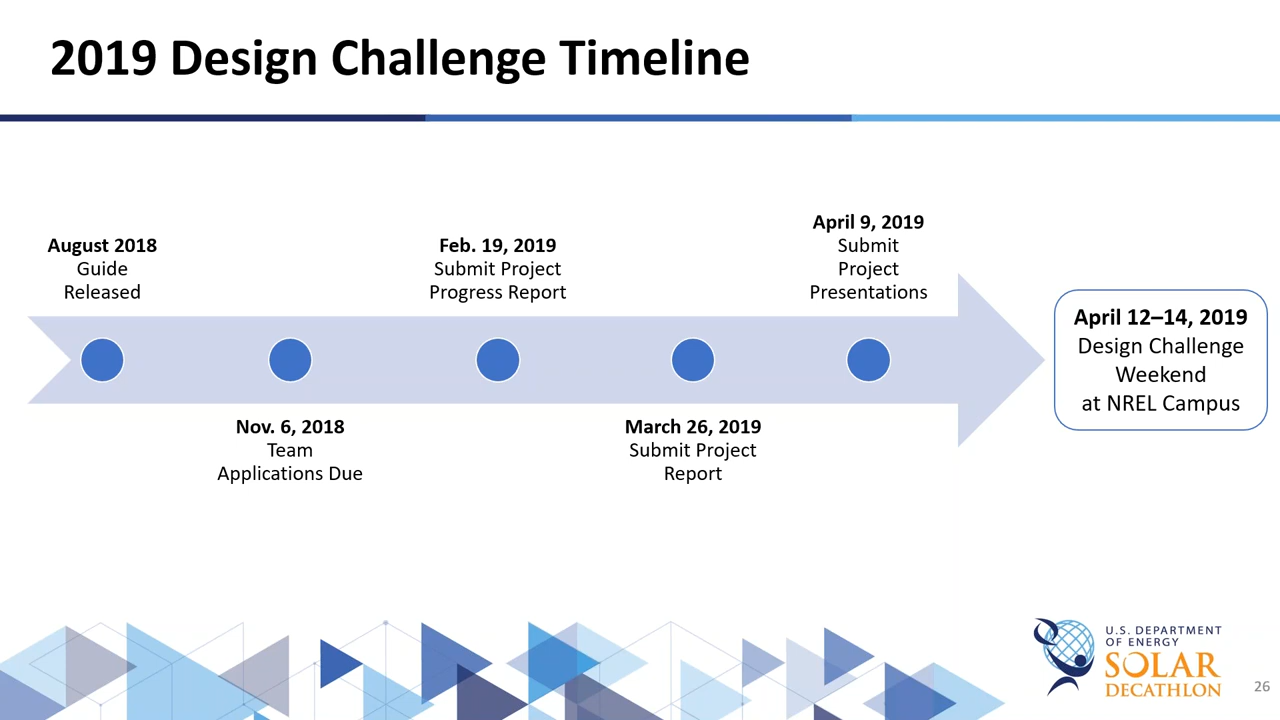 2019 Design Challenge Timeline
August 2018
Guide
Released
Nov. 6, 2018
Team
Applications Due
Feb. 19, 2019
Submit Project
Progress Report
March 26, 2019
Submit Project
Report
April 9, 2019
Submit
Project
Presentations
April 12–14, 2019
Design Challenge
Weekend
at NREL Campus
U.S. DEPARTMENT
OF ENERGY
SOLAR
DECATHLON
26